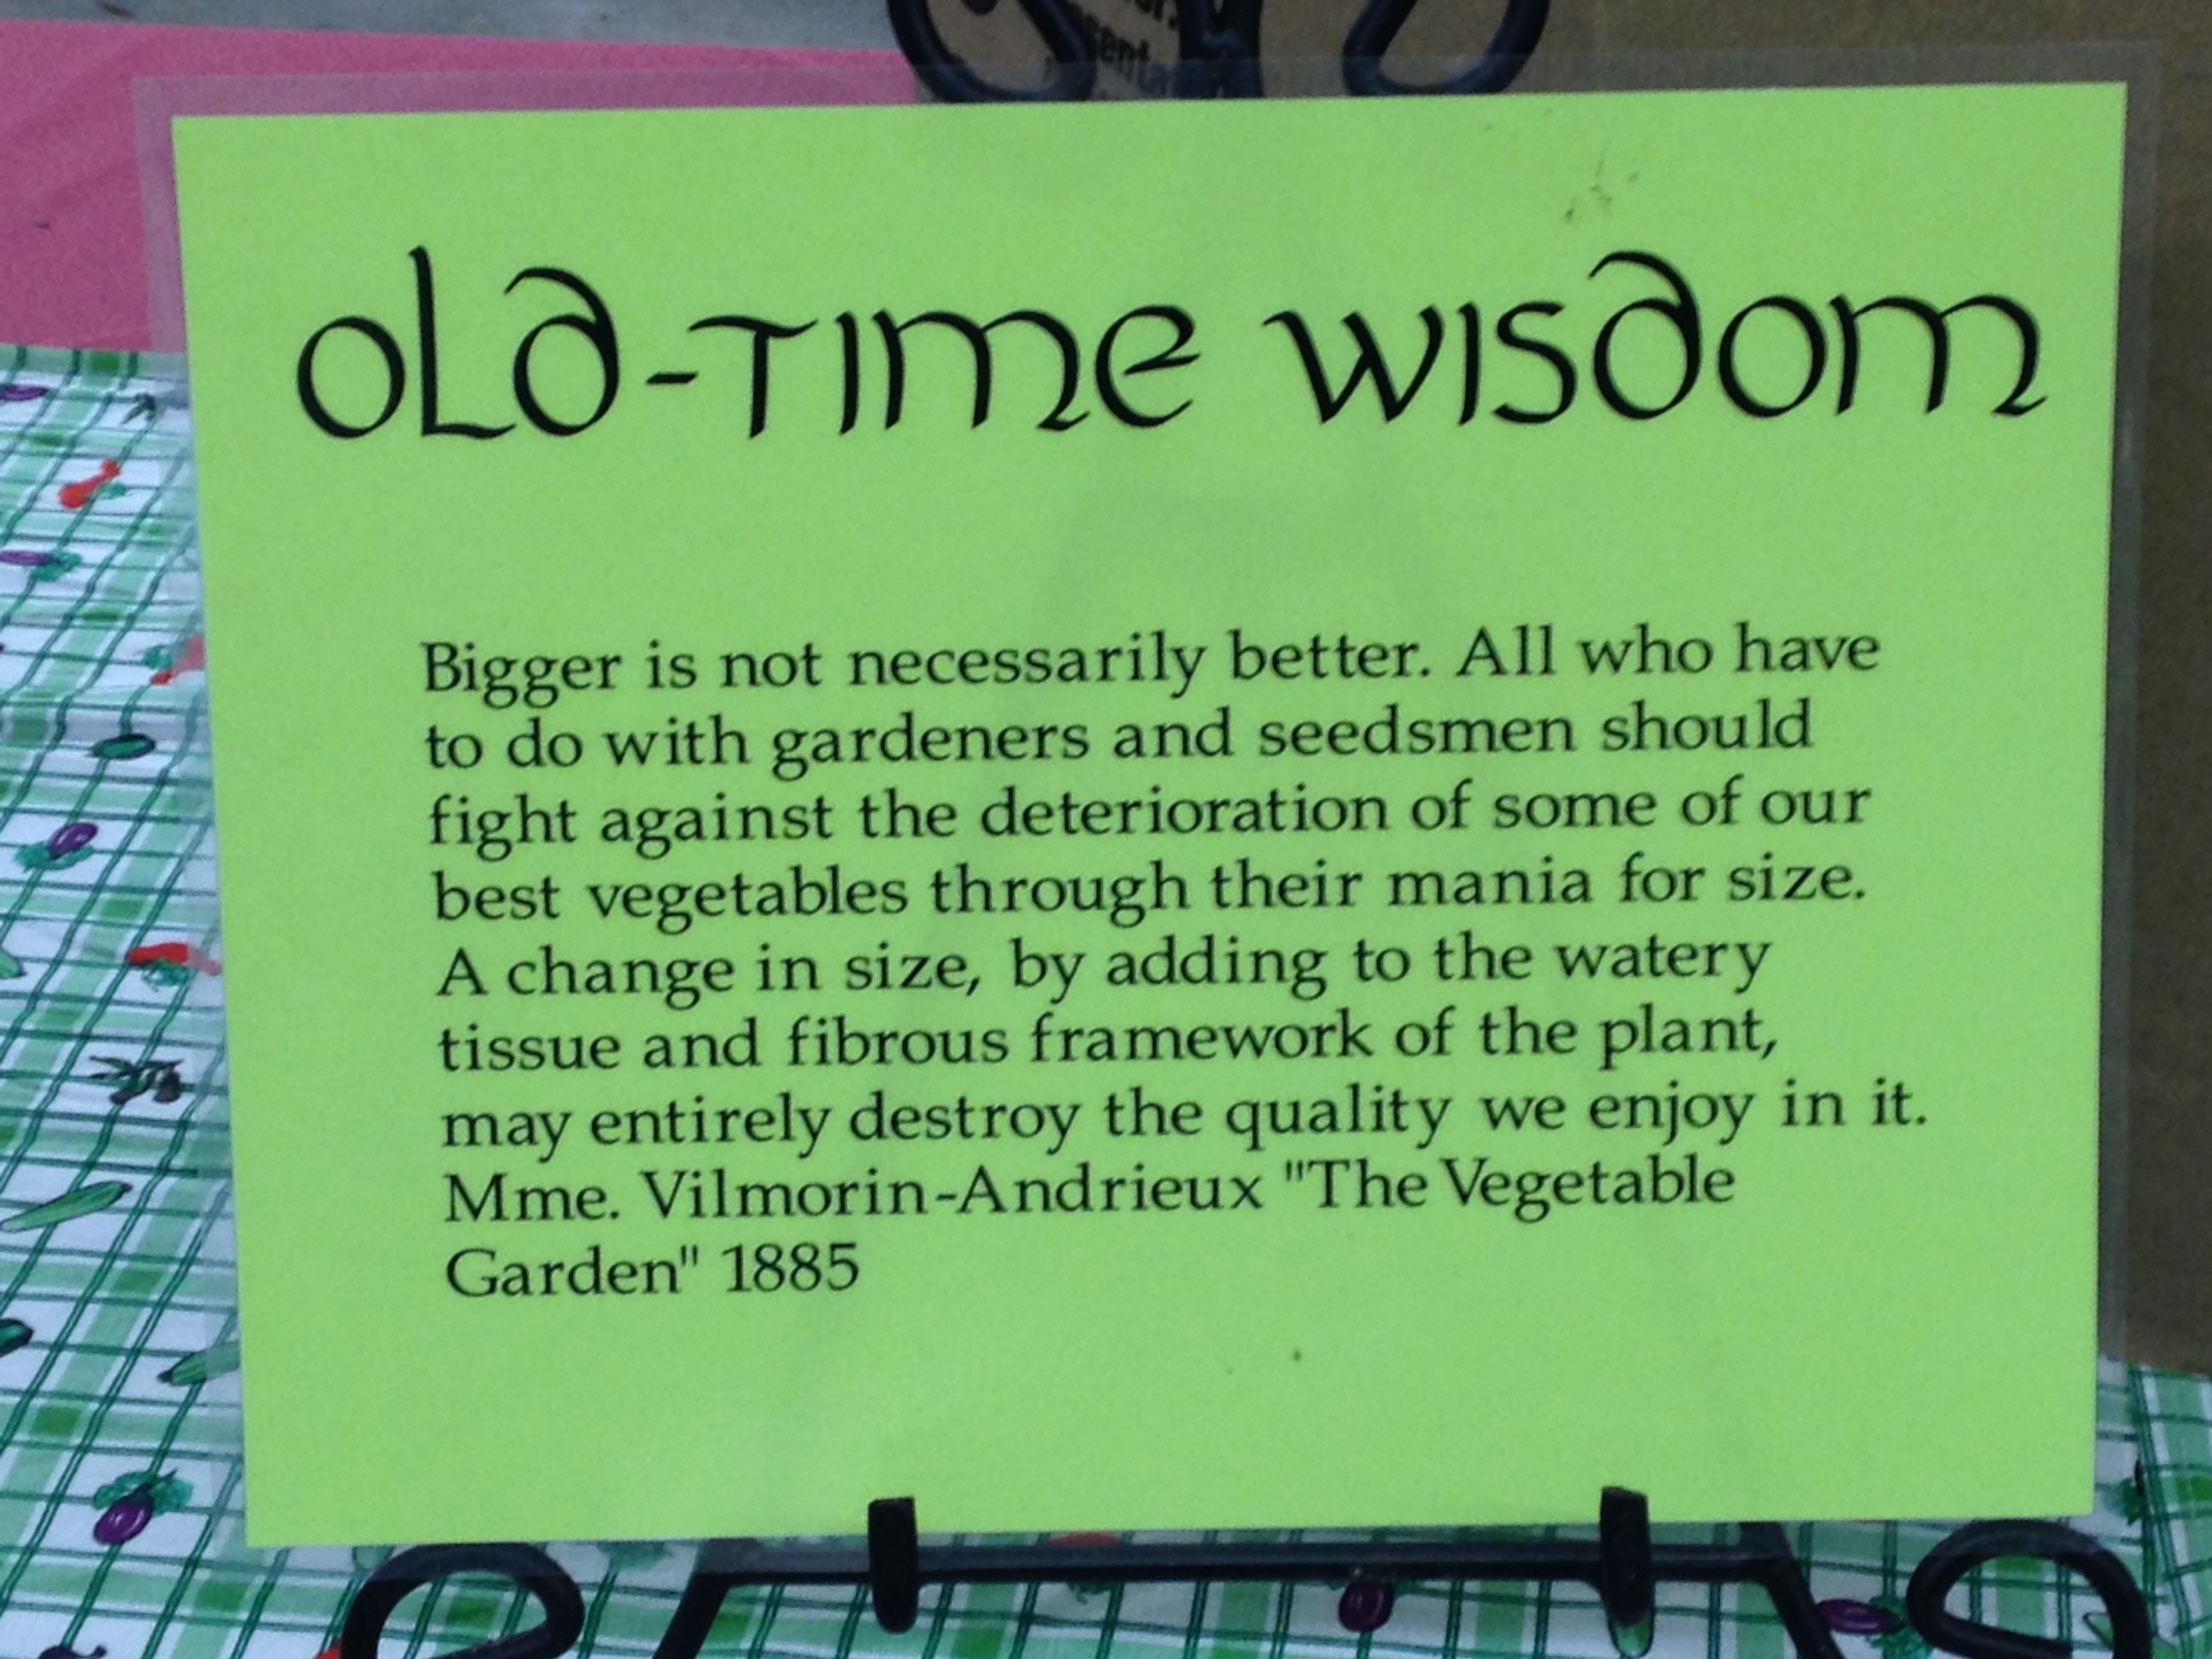 old-time wisdom
Bigger is not necessarily better. All who have
to do with gardeners and seedsmen should
fight against the deterioration of some of our
best vegetables through their mania for size.
A change in size, by adding to the watery
tissue and fibrous framework of the plant,
may entirely destroy the quality we enjoy in it.
Mme. Vilmorin-Andrieux "The Vegetable
Garden" 1885